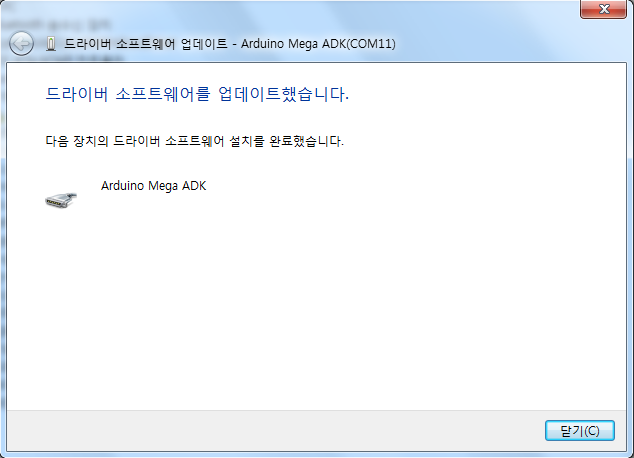 드라이버 소프트웨어 업데이트 - Arduino Mega ADK(COM11)
드라이버 소프트웨어를 업데이트했습니다.
다음 장치의 드라이버 소프트웨어 설치를 완료했습니다.
Arduino Mega ADK
닫기(C)